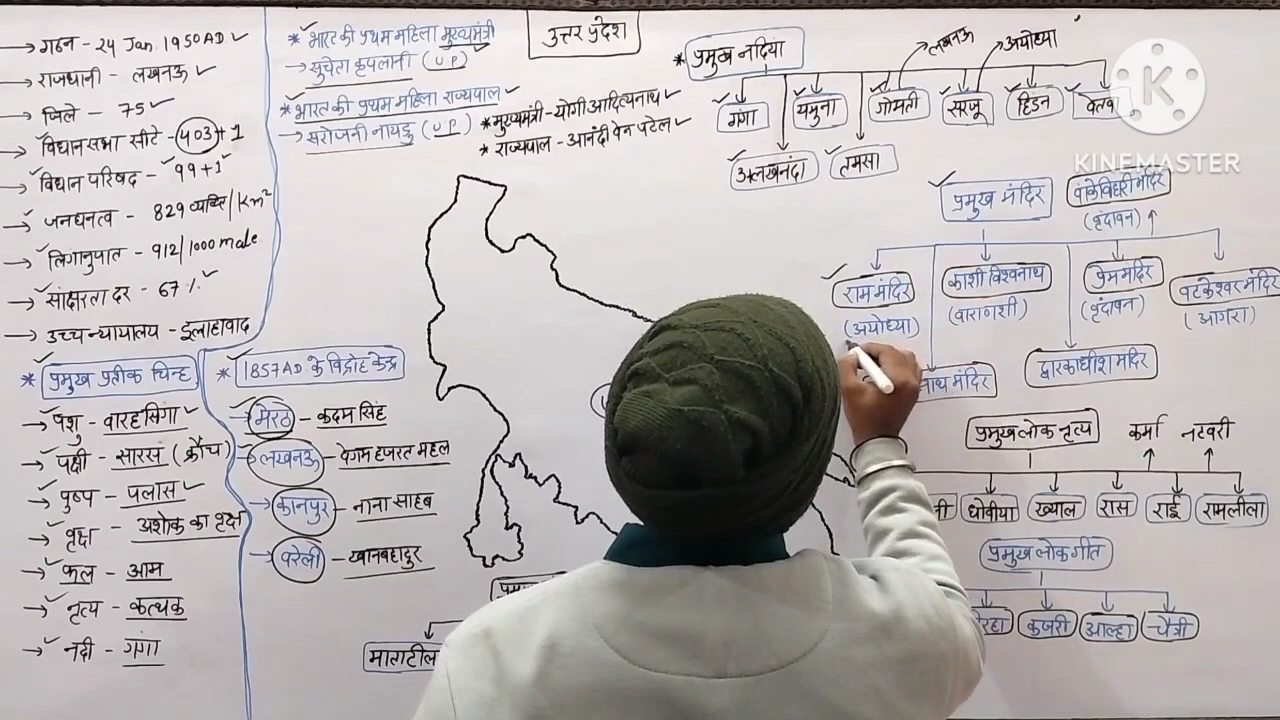 उत्तर प्रदेश
→ गठन - 24 Jan. 1950 AD
→ राजधानी - लखनऊ
→ जिले - 75
→ विधानसभा सीटे - 403+1
→ विधान परिषद - 99+1
→ जनघनत्व - 829 व्यक्ति/Km²
→ लिंगानुपात - 912/1000 male
→ साक्षरता दर - 67%
→ उच्च न्यायालय - इलाहावाद
* प्रमुख प्रतीक चिन्ह
→ पशु - वारहसिंगा
→ पक्षी - सारस (क्रौंच)
→ पुष्प - पलास
→ वृक्ष - अशोक का वृक्ष
→ फल - आम
→ नृत्य - कत्थक
→ नदी - गंगा
* भारत की प्रथम महिला मुख्यमंत्री
→ सुचेता कृपलानी (UP)
* भारत की प्रथम महिला राज्यपाल
→ सरोजनी नायडु (UP)
* मुख्यमंत्री - योगी आदित्यनाथ
* राज्यपाल - आनंदी वेन पटेल
* 1857AD के विद्रोह केन्द्र
→ मेरठ - कदम सिंह
→ लखनऊ - वेगम हजरत महल
→ कानपुर - नाना साहब
→ वरेली - खानबहादुर
माताटील
* प्रमुख नदिया
लखनऊ
अयोध्या
गंगा
यमुना
गोमती
सरजू
हिंडन
वेतवा
अलखनंदा
तमसा
प्रमुख मंदिर
वांकेविहारी मंदिर
(वृंदावन)
राम मंदिर
(अयोध्या)
काशी विश्वनाथ
(वाराणशी)
प्रेम मंदिर
(वृंदावन)
वटकेश्वर मंदिर
(आगरा)
नाथ मंदिर
द्वारकाधीश मंदिर
प्रमुख लोक नृत्य
कर्मा
नटवरी
धोवीया
ख्याल
रास
राई
रामलीला
प्रमुख लोकगीत
कजरी
आल्हा
चैत्री
K
KINEMASTER